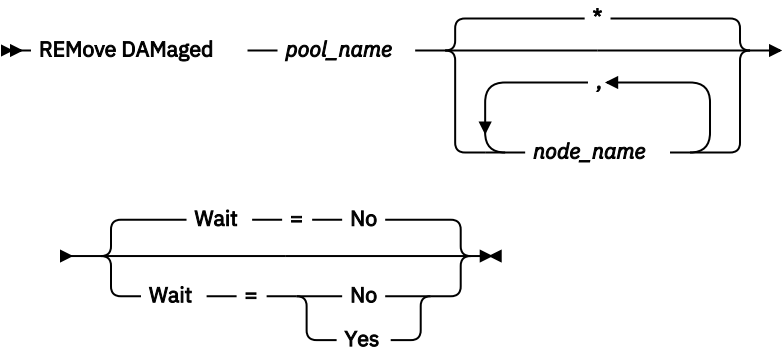 *
REMove DAMaged pool_name
,
node_name
Wait = No
Wait = No
Yes